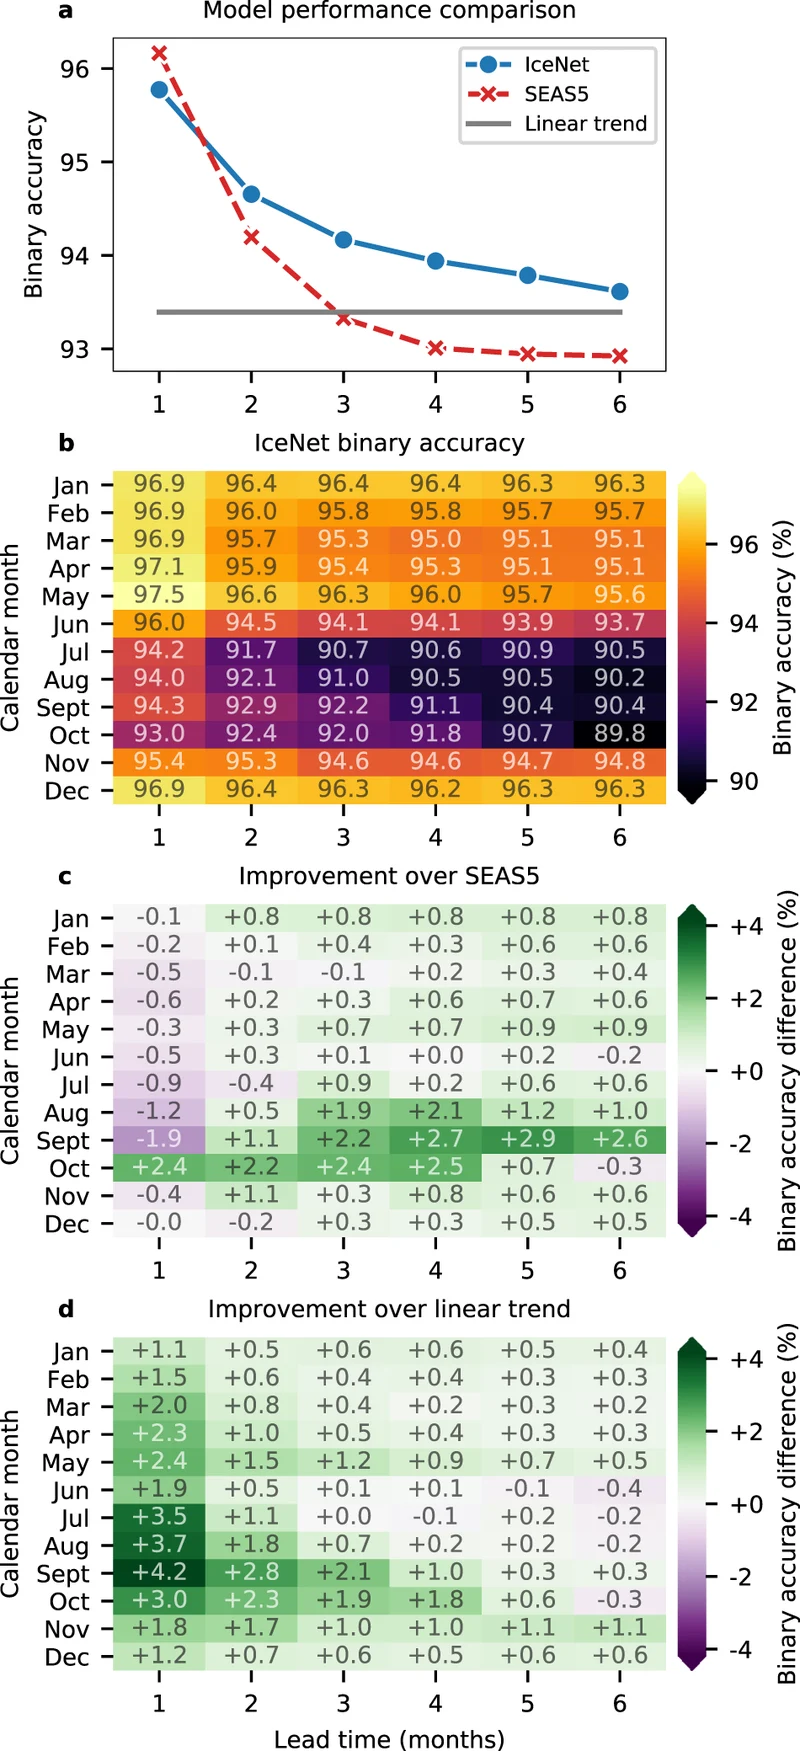 a Model performance comparison
Binary accuracy
96
95
94
93
IceNet
SEAS5
Linear trend
1 2 3 4 5 6
b IceNet binary accuracy
Calendar month
Jan 96.9 96.4 96.4 96.4 96.3 96.3
Feb 96.9 96.0 95.8 95.8 95.7 95.7
Mar 96.9 95.7 95.3 95.0 95.1 95.1
Apr 97.1 95.9 95.4 95.3 95.1 95.1
May 97.5 96.6 96.3 96.0 95.7 95.6
Jun 96.0 94.5 94.1 94.1 93.9 93.7
Jul 94.2 91.7 90.7 90.6 90.9 90.5
Aug 94.0 92.1 91.0 90.5 90.5 90.2
Sept 94.3 92.9 92.2 91.1 90.4 90.4
Oct 93.0 92.4 92.0 91.8 90.7 89.8
Nov 95.4 95.3 94.6 94.6 94.7 94.8
Dec 96.9 96.4 96.3 96.2 96.3 96.3
1 2 3 4 5 6
96
94
92
90
Binary accuracy (%)
c Improvement over SEAS5
Calendar month
Jan -0.1 +0.8 +0.8 +0.8 +0.8 +0.8
Feb -0.2 +0.1 +0.4 +0.3 +0.6 +0.6
Mar -0.5 -0.1 -0.1 +0.2 +0.3 +0.4
Apr -0.6 +0.2 +0.3 +0.6 +0.7 +0.6
May -0.3 +0.3 +0.7 +0.7 +0.9 +0.9
Jun -0.5 +0.3 +0.1 +0.0 +0.2 -0.2
Jul -0.9 -0.4 +0.9 +0.2 +0.6 +0.6
Aug -1.2 +0.5 +1.9 +2.1 +1.2 +1.0
Sept -1.9 +1.1 +2.2 +2.7 +2.9 +2.6
Oct +2.4 +2.2 +2.4 +2.5 +0.7 -0.3
Nov -0.4 +1.1 +0.3 +0.8 +0.6 +0.6
Dec -0.0 -0.2 +0.3 +0.3 +0.5 +0.5
1 2 3 4 5 6
+4
+2
+0
-2
-4
Binary accuracy difference (%)
d Improvement over linear trend
Calendar month
Jan +1.1 +0.5 +0.6 +0.6 +0.5 +0.4
Feb +1.5 +0.6 +0.4 +0.4 +0.3 +0.3
Mar +2.0 +0.8 +0.4 +0.2 +0.3 +0.2
Apr +2.3 +1.0 +0.5 +0.4 +0.3 +0.3
May +2.4 +1.5 +1.2 +0.9 +0.7 +0.5
Jun +1.9 +0.5 +0.1 +0.1 -0.1 -0.4
Jul +3.5 +1.1 +0.0 -0.1 +0.2 -0.2
Aug +3.7 +1.8 +0.7 +0.2 +0.2 -0.2
Sept +4.2 +2.8 +2.1 +1.0 +0.3 +0.3
Oct +3.0 +2.3 +1.9 +1.8 +0.6 -0.3
Nov +1.8 +1.7 +1.0 +1.0 +1.1 +1.1
Dec +1.2 +0.7 +0.6 +0.5 +0.6 +0.6
1 2 3 4 5 6
Lead time (months)
+4
+2
+0
-2
-4
Binary accuracy difference (%)